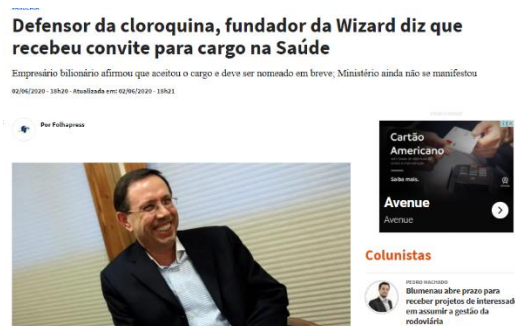 Defensor da cloroquina, fundador da Wizard diz que
recebeu convite para cargo na Saúde
Empresário bilionário afirmou que aceitou o cargo e deve ser nomeado em breve; Ministério ainda não se manifestou
02/06/2020 - 18h20 - Atualizada em: 02/06/2020 - 18h21
Por Folhapress
Cartão
Americano
Saiba mais.
Avenue
Avenue
Colunistas
PEDRO MACHADO
Blumenau abre prazo para
receber projetos de interessad
em assumir a gestão da
rodoviária